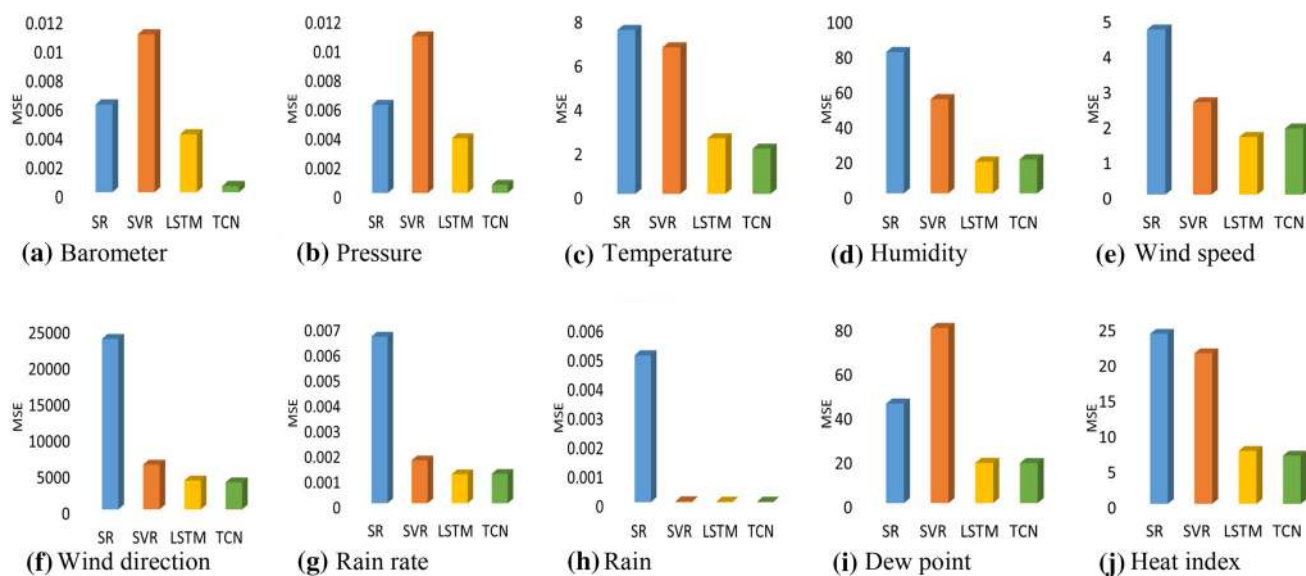 0.012
0.01
0.008
0.006
0.004
0.002
0
MSE
SR SVR LSTM TCN
(a) Barometer
0.012
0.01
0.008
0.006
0.004
0.002
0
MSE
SR SVR LSTM TCN
(b) Pressure
8
6
4
2
0
MSE
SR SVR LSTM TCN
(c) Temperature
100
80
60
40
20
0
MSE
SR SVR LSTM TCN
(d) Humidity
5
4
3
2
1
0
MSE
SR SVR LSTM TCN
(e) Wind speed
25000
20000
15000
10000
5000
0
MSE
SR SVR LSTM TCN
(f) Wind direction
0.007
0.006
0.005
0.004
0.003
0.002
0.001
0
MSE
SR SVR LSTM TCN
(g) Rain rate
0.006
0.005
0.004
0.003
0.002
0.001
0
MSE
SR SVR LSTM TCN
(h) Rain
80
60
40
20
0
MSE
SR SVR LSTM TCN
(i) Dew point
25
20
15
10
5
0
MSE
SR SVR LSTM TCN
(j) Heat index